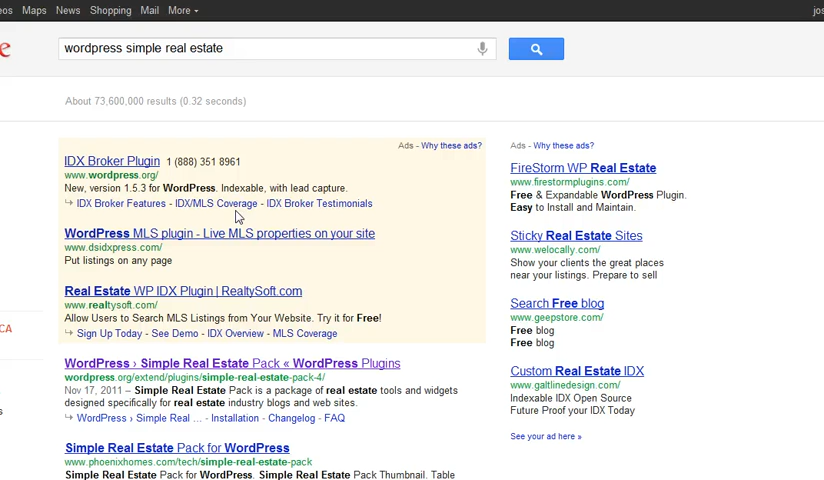 eos Maps News Shopping Mail More
jos
e
wordpress simple real estate
About 73,600,000 results (0.32 seconds)
Ads - Why these ads?
IDX Broker Plugin 1 (888) 351 8961
www.wordpress.org/
New, version 1.5.3 for WordPress. Indexable, with lead capture.
IDX Broker Features - IDX/MLS Coverage - IDX Broker Testimonials
WordPress MLS plugin - Live MLS properties on your site
www.dsidxpress.com/
Put listings on any page
Real Estate WP IDX Plugin | RealtySoft.com
www.realtysoft.com/
Allow Users to Search MLS Listings from Your Website. Try it for Free!
Sign Up Today - See Demo - IDX Overview - MLS Coverage
CA
s
WordPress › Simple Real Estate Pack « WordPress Plugins
wordpress.org/extend/plugins/simple-real-estate-pack-4/
Nov 17, 2011 – Simple Real Estate Pack is a package of real estate tools and widgets
designed specifically for real estate industry blogs and web sites.
WordPress › Simple Real ... - Installation - Changelog - FAQ
Simple Real Estate Pack for WordPress
www.phoenixhomes.com/tech/simple-real-estate-pack
Simple Real Estate Pack for WordPress. Simple Real Estate Pack Thumbnail. Table
Ads - Why these ads?
FireStorm WP Real Estate
www.firestormplugins.com/
Free & Expandable WordPress Plugin.
Easy to Install and Maintain.
Sticky Real Estate Sites
www.welocally.com/
Show your clients the great places
near your listings. Prepare to sell
Search Free blog
www.geepstore.com/
Free blog
Free blog
Custom Real Estate IDX
www.galtlinedesign.com/
Indexable IDX Open Source
Future Proof your IDX Today
See your ad here »